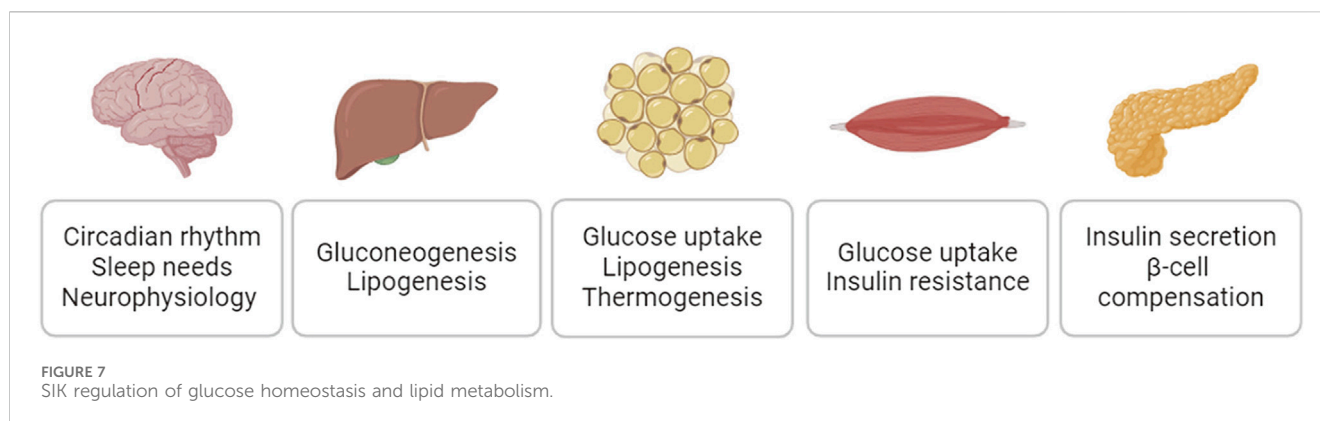 Circadian rhythm
Sleep needs
Neurophysiology
Gluconeogenesis
Lipogenesis
Glucose uptake
Lipogenesis
Thermogenesis
Glucose uptake
Insulin resistance
Insulin secretion
β-cell
compensation
FIGURE 7
SIK regulation of glucose homeostasis and lipid metabolism.